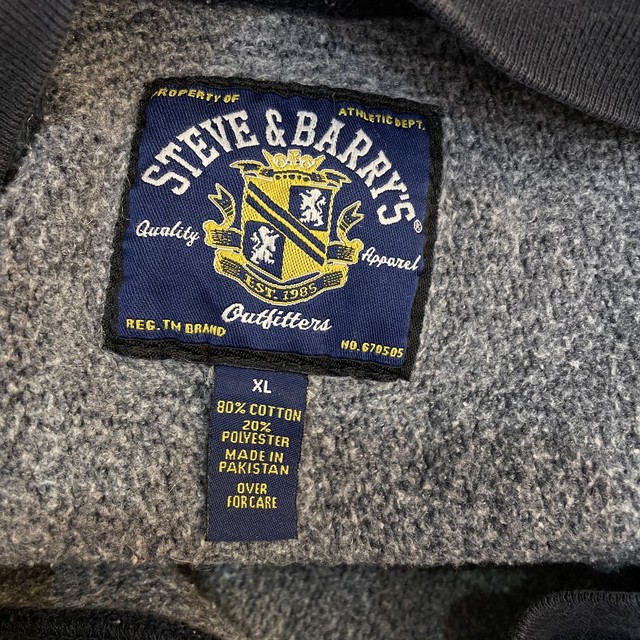 PROPERTY OF
ATHLETIC DEPT.
STEVE & BARRY'S®
Quality Apparel
EST. 1985
Outfitters
REG. TM BRAND
NO. 670505
XL
80% COTTON
20%
POLYESTER
MADE IN
PAKISTAN
OVER
FOR CARE